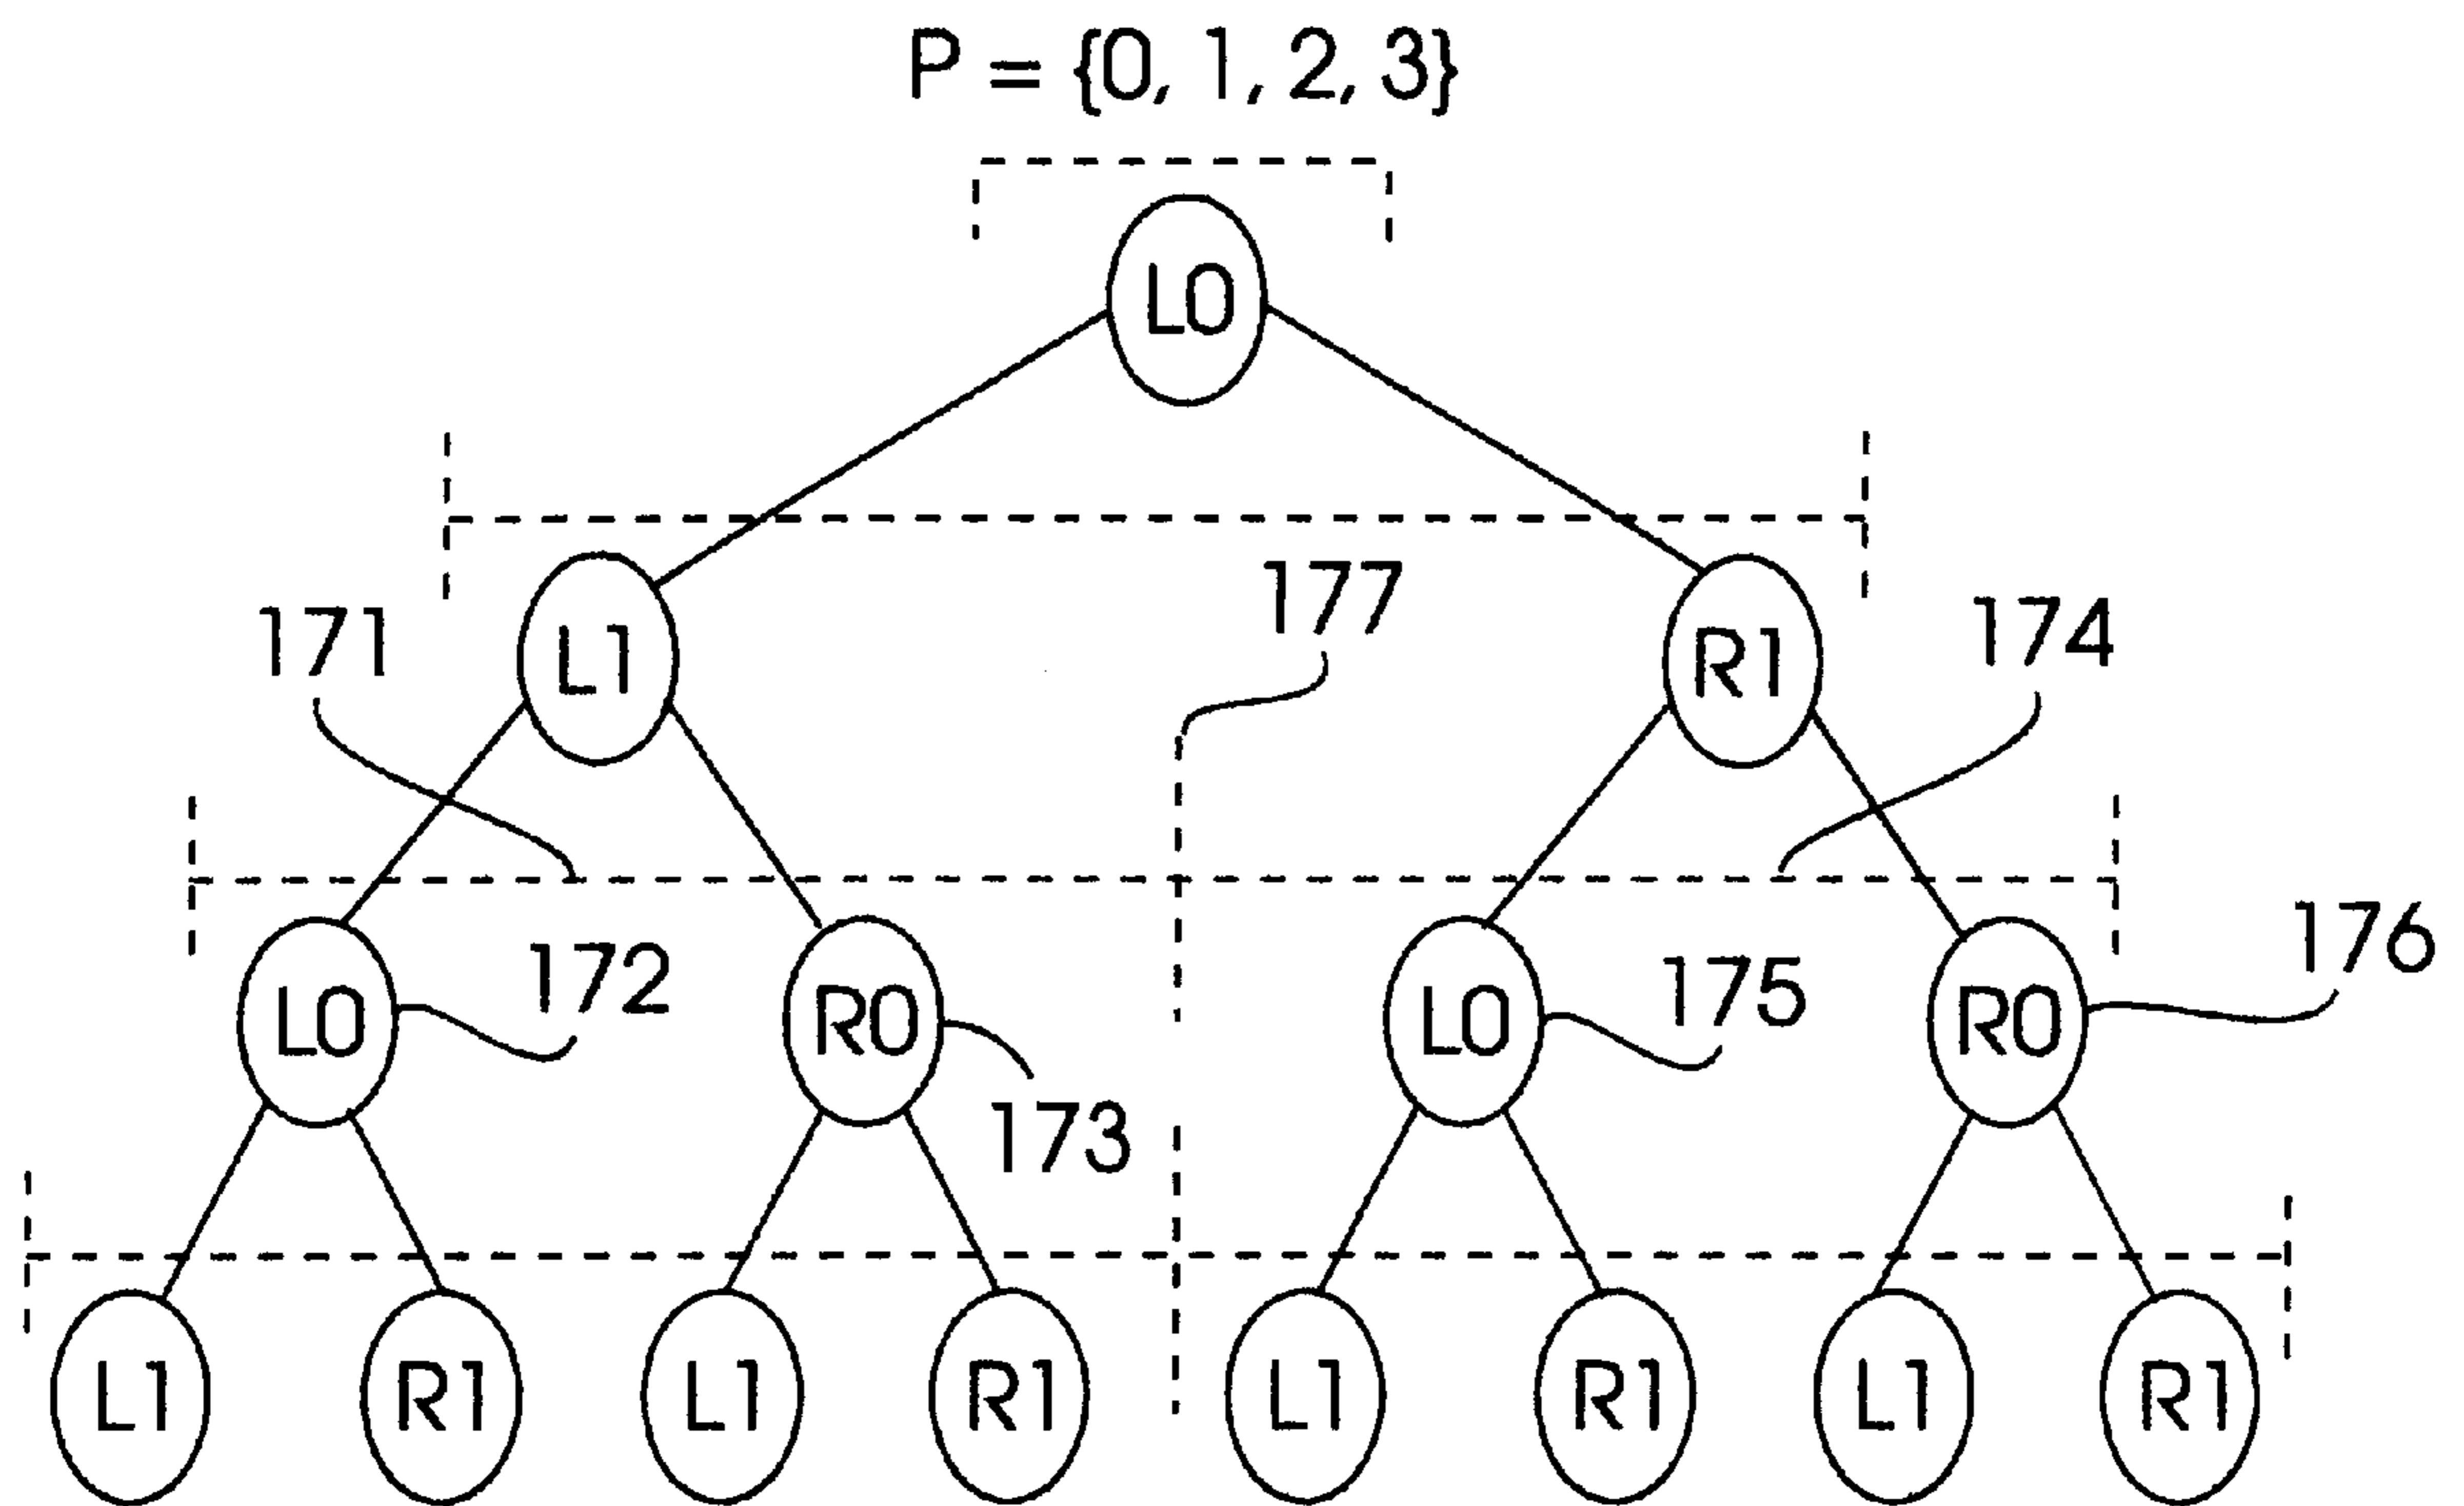 P = {0, 1, 2, 3}
L0
177
171
L1
R1
174
172
176
L0
R0
L0
175
R0
173
L1
R1
L1
R1
L1
R1
L1
R1